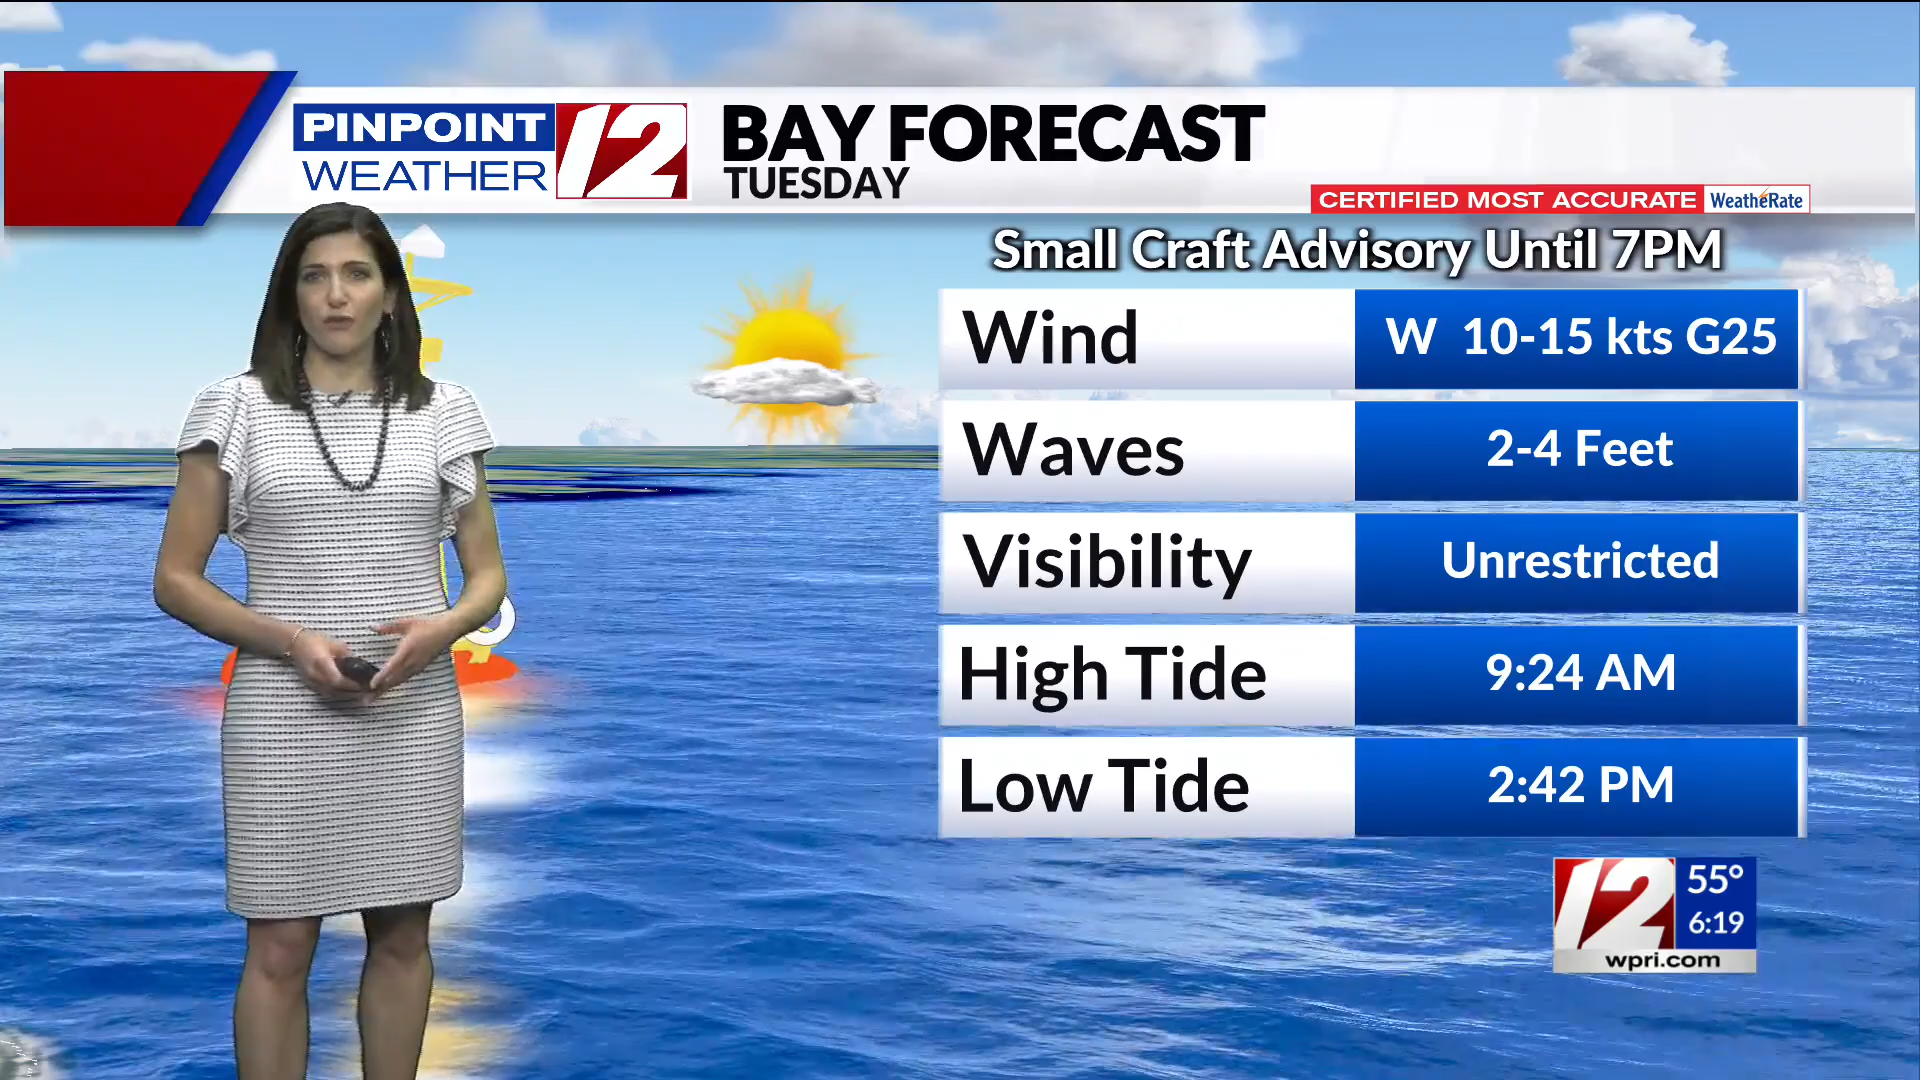 PINPOINT
WEATHER
12
BAY FORECAST
TUESDAY
CERTIFIED MOST ACCURATE WeatheRate
Small Craft Advisory Until 7PM
Wind W 10-15 kts G25
Waves 2-4 Feet
Visibility Unrestricted
High Tide 9:24 AM
Low Tide 2:42 PM
12 55°
6:19
wpri.com